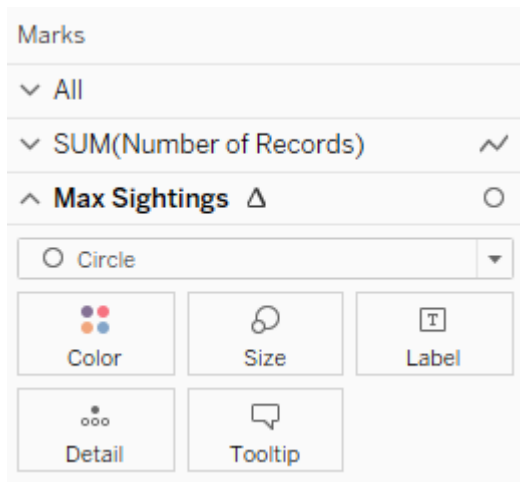 Marks
All
SUM(Number of Records)
Max Sightings Δ
Circle
Color Size T Label
Detail Tooltip